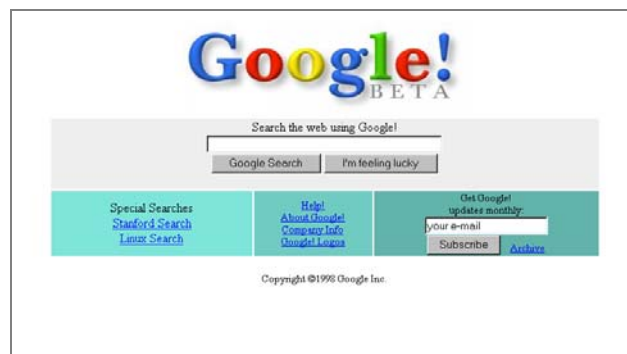 Google!
BETA
Search the web using Google!
Google Search I'm feeling lucky
Special Searches
Stanford Search
Linux Search
Help!
About Google!
Company Info
Google! Logos
Get Google!
updates monthly:
your e-mail
Subscribe Archive
Copyright ©1998 Google Inc.